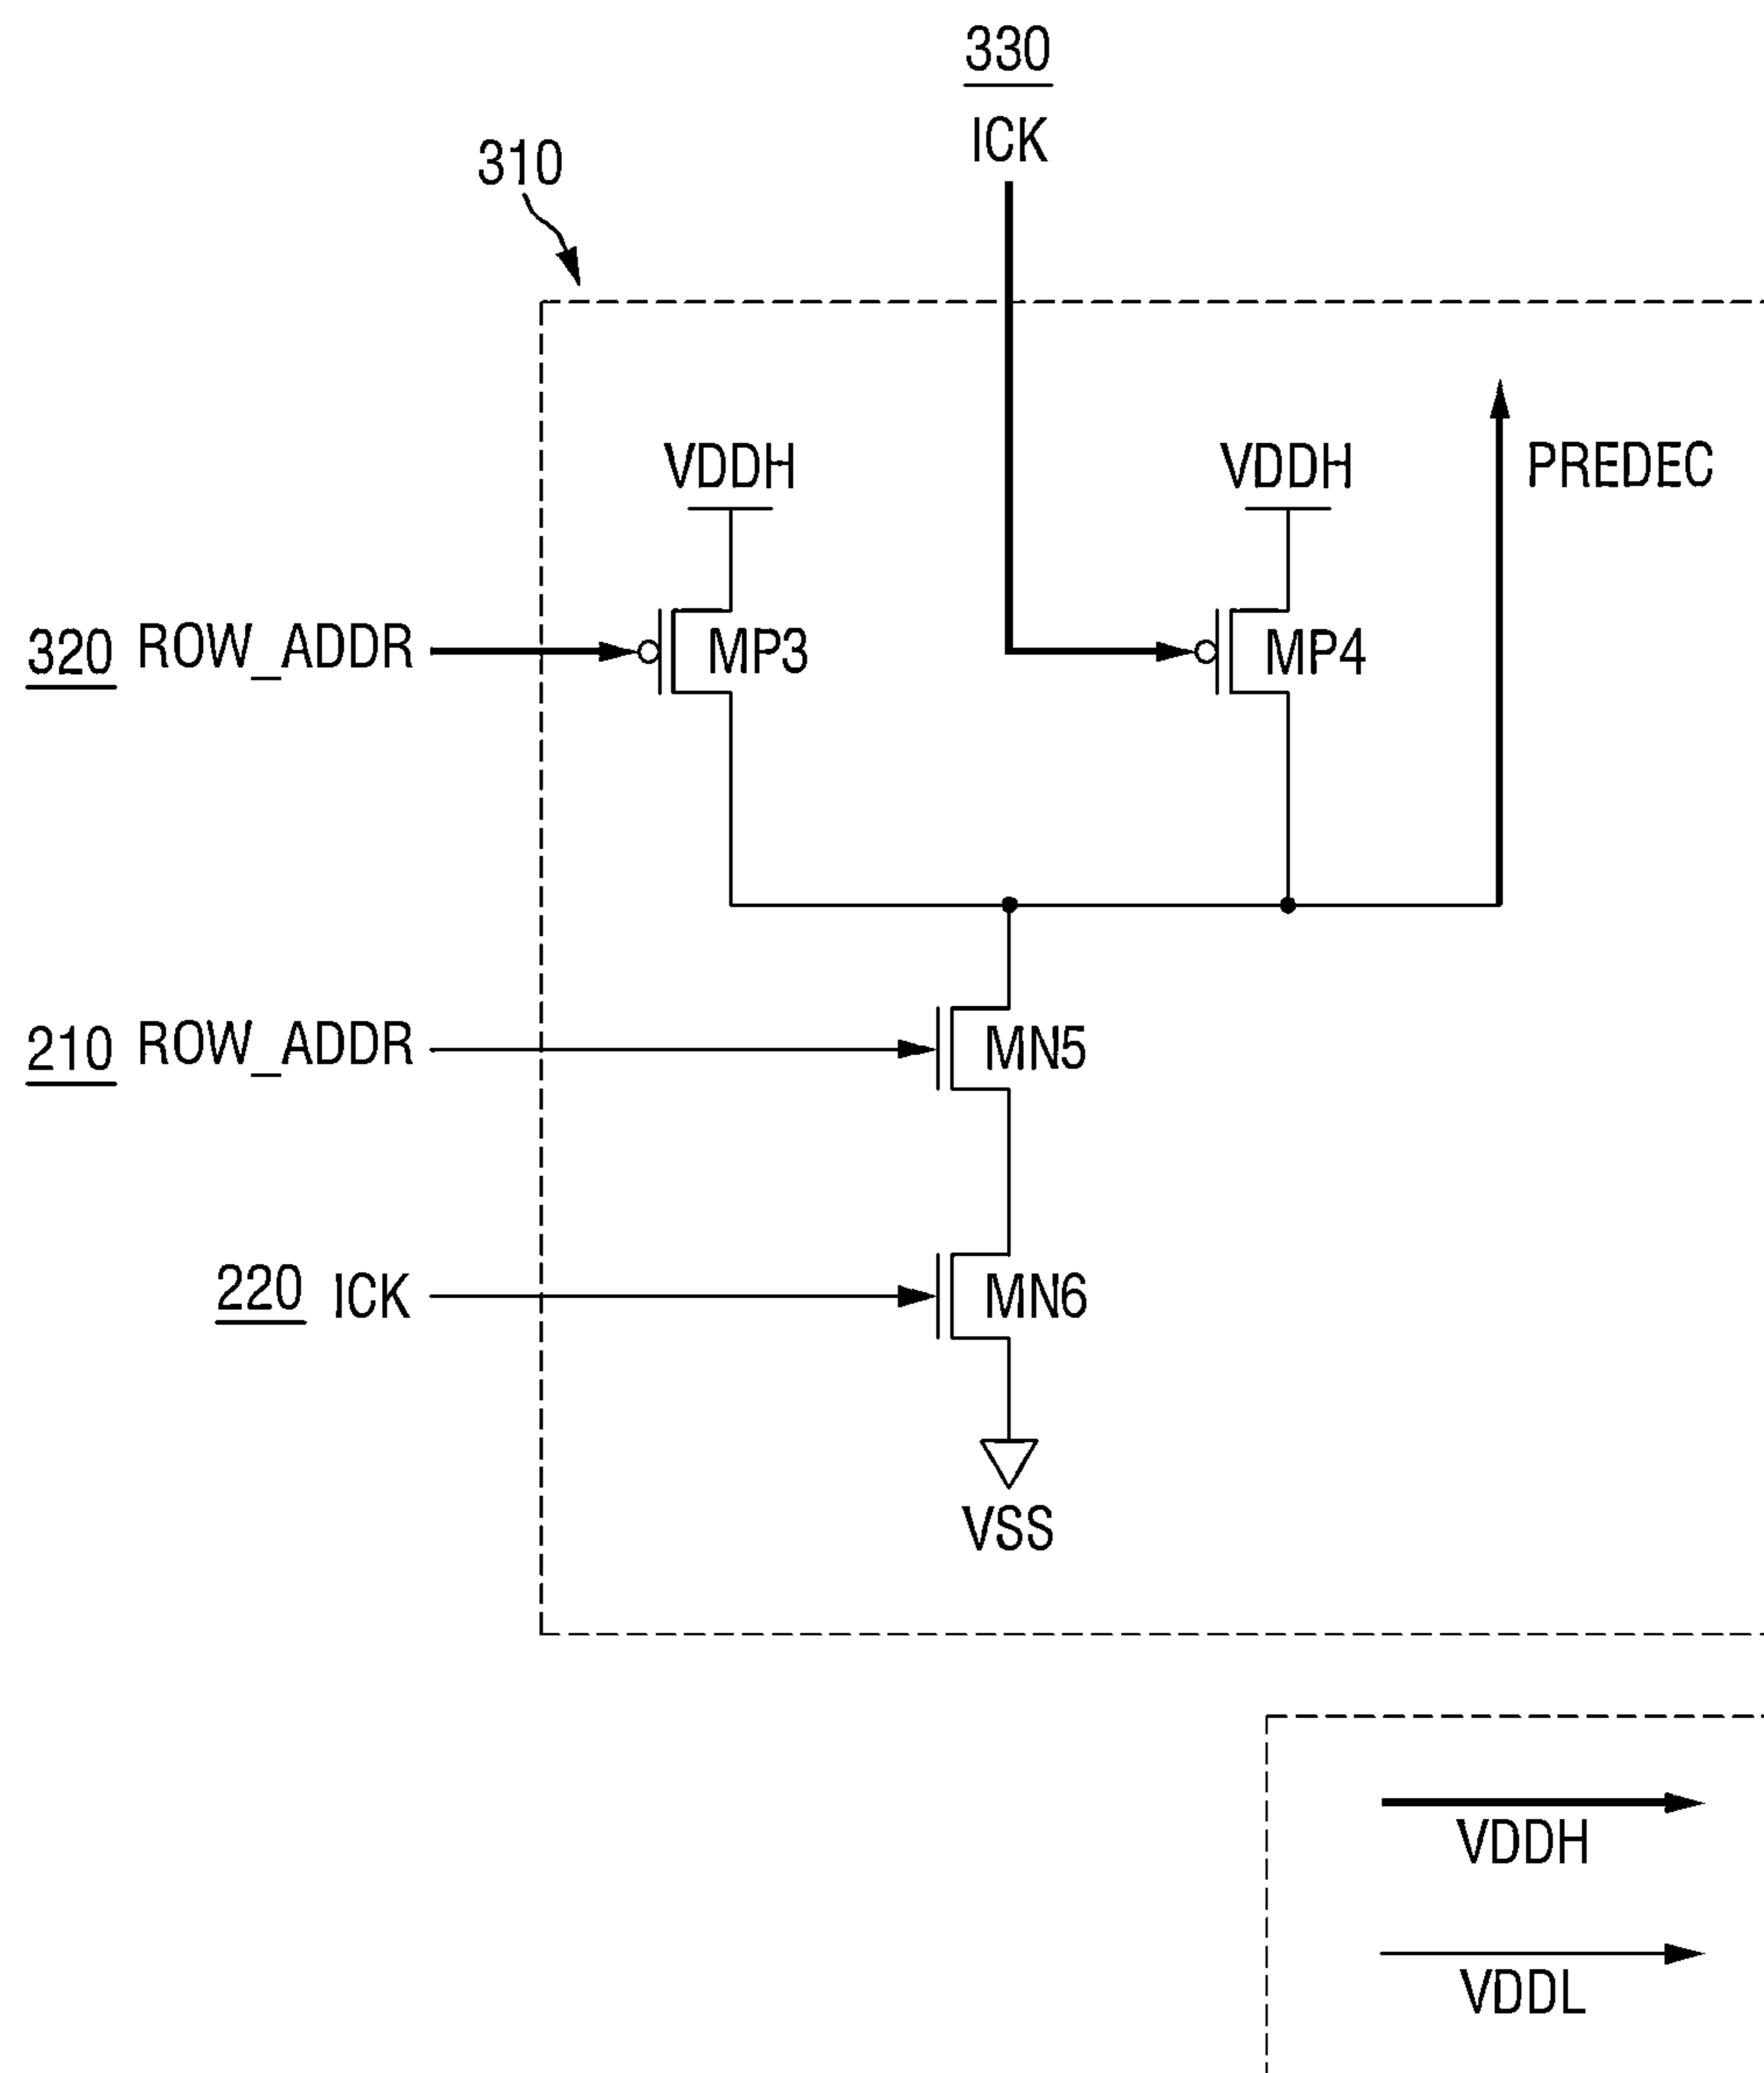 330
ICK
310
VDDH
VDDH
PREDEC
320 ROW_ADDR
MP3
MP4
210 ROW_ADDR
MN5
220 ICK
MN6
VSS
VDDH
VDDL